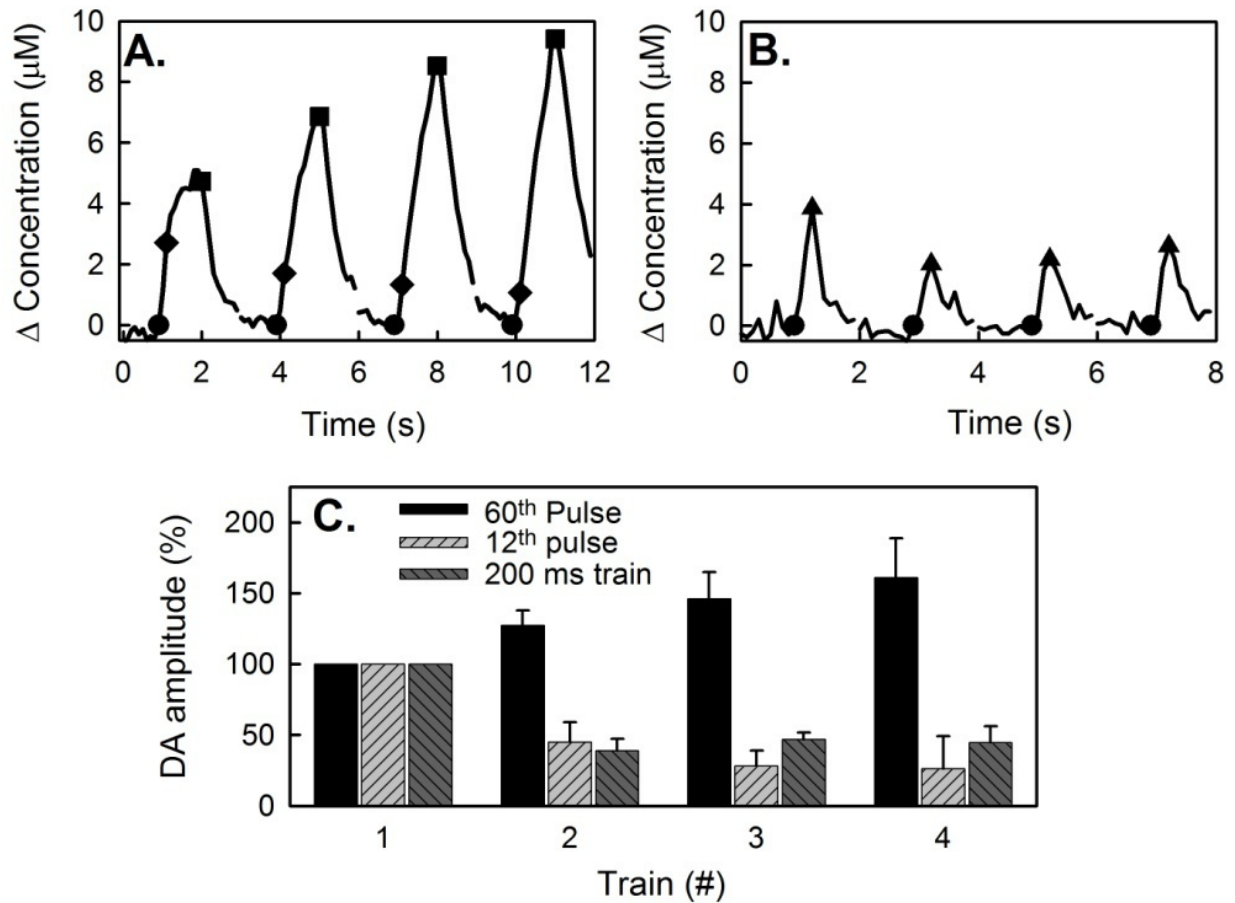 A.
Δ Concentration (μM)
10
8
6
4
2
0
0 2 4 6 8 10 12
Time (s)
B.
Δ Concentration (μM)
10
8
6
4
2
0
0 2 4 6 8
Time (s)
C.
DA amplitude (%)
200
150
100
50
0
60th Pulse
12th pulse
200 ms train
1 2 3 4
Train (#)